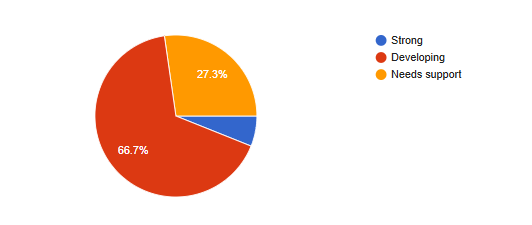 Strong
Developing
Needs support
27.3%
66.7%